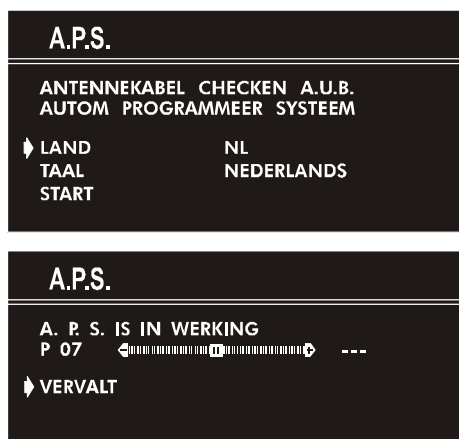 A.P.S.
ANTENNEKABEL CHECKEN A.U.B.
AUTOM PROGRAMMEER SYSTEEM
LAND NL
TAAL NEDERLANDS
START
A.P.S.
A. P. S. IS IN WERKING
P 07 - + ---
VERVALT